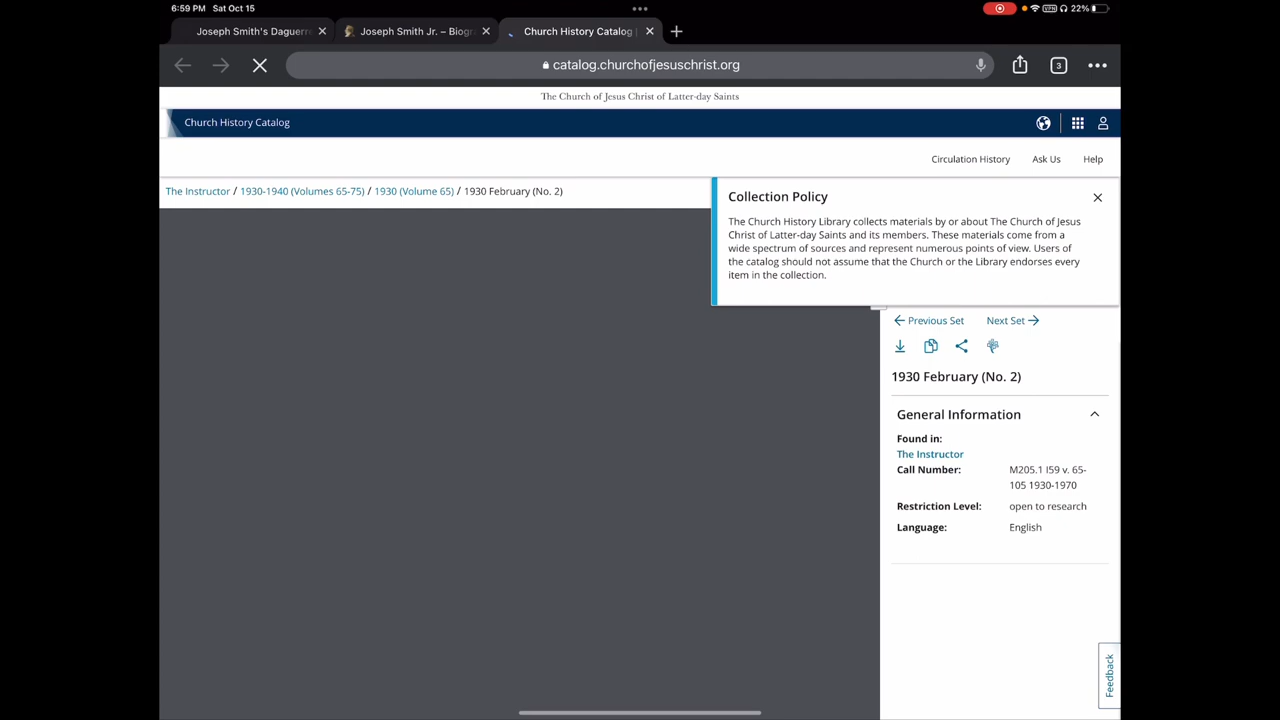 6:59 PM Sat Oct 15
VPN 22%
Joseph Smith's Daguerre
Joseph Smith Jr. – Biogr
Church History Catalog |
catalog.churchofjesuschrist.org
3
The Church of Jesus Christ of Latter-day Saints
Church History Catalog
Circulation History Ask Us Help
The Instructor / 1930-1940 (Volumes 65-75) / 1930 (Volume 65) / 1930 February (No. 2)
Collection Policy
The Church History Library collects materials by or about The Church of Jesus
Christ of Latter-day Saints and its members. These materials come from a
wide spectrum of sources and represent numerous points of view. Users of
the catalog should not assume that the Church or the Library endorses every
item in the collection.
Previous Set Next Set
1930 February (No. 2)
General Information
Found in:
The Instructor
Call Number: M205.1 I59 v. 65-
105 1930-1970
Restriction Level: open to research
Language: English
Feedback